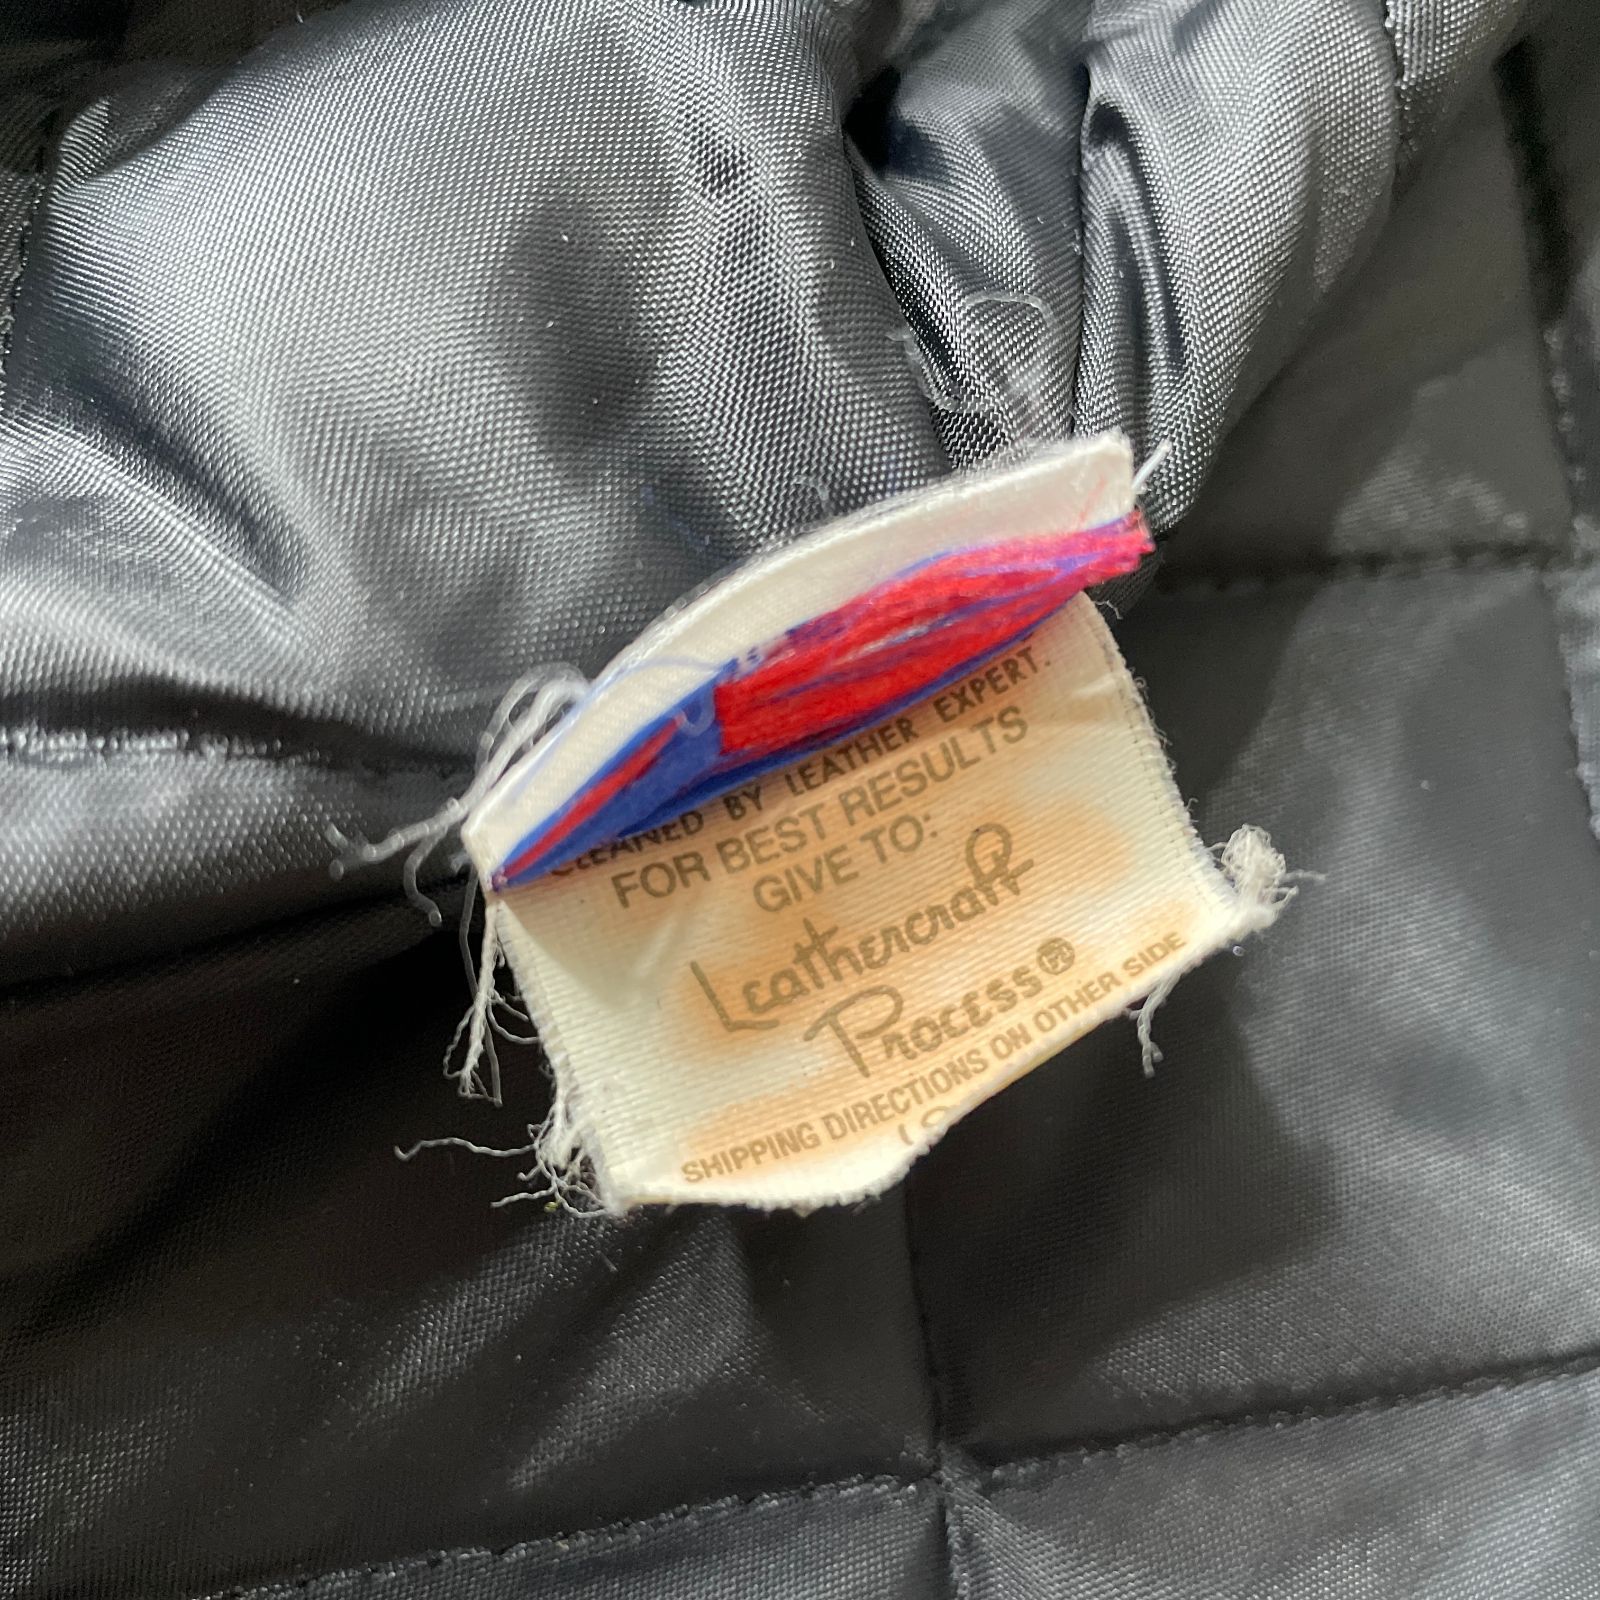 CLEANED BY LEATHER EXPERT.
FOR BEST RESULTS
GIVE TO:
Leathercraft
Process®
SHIPPING DIRECTIONS ON OTHER SIDE